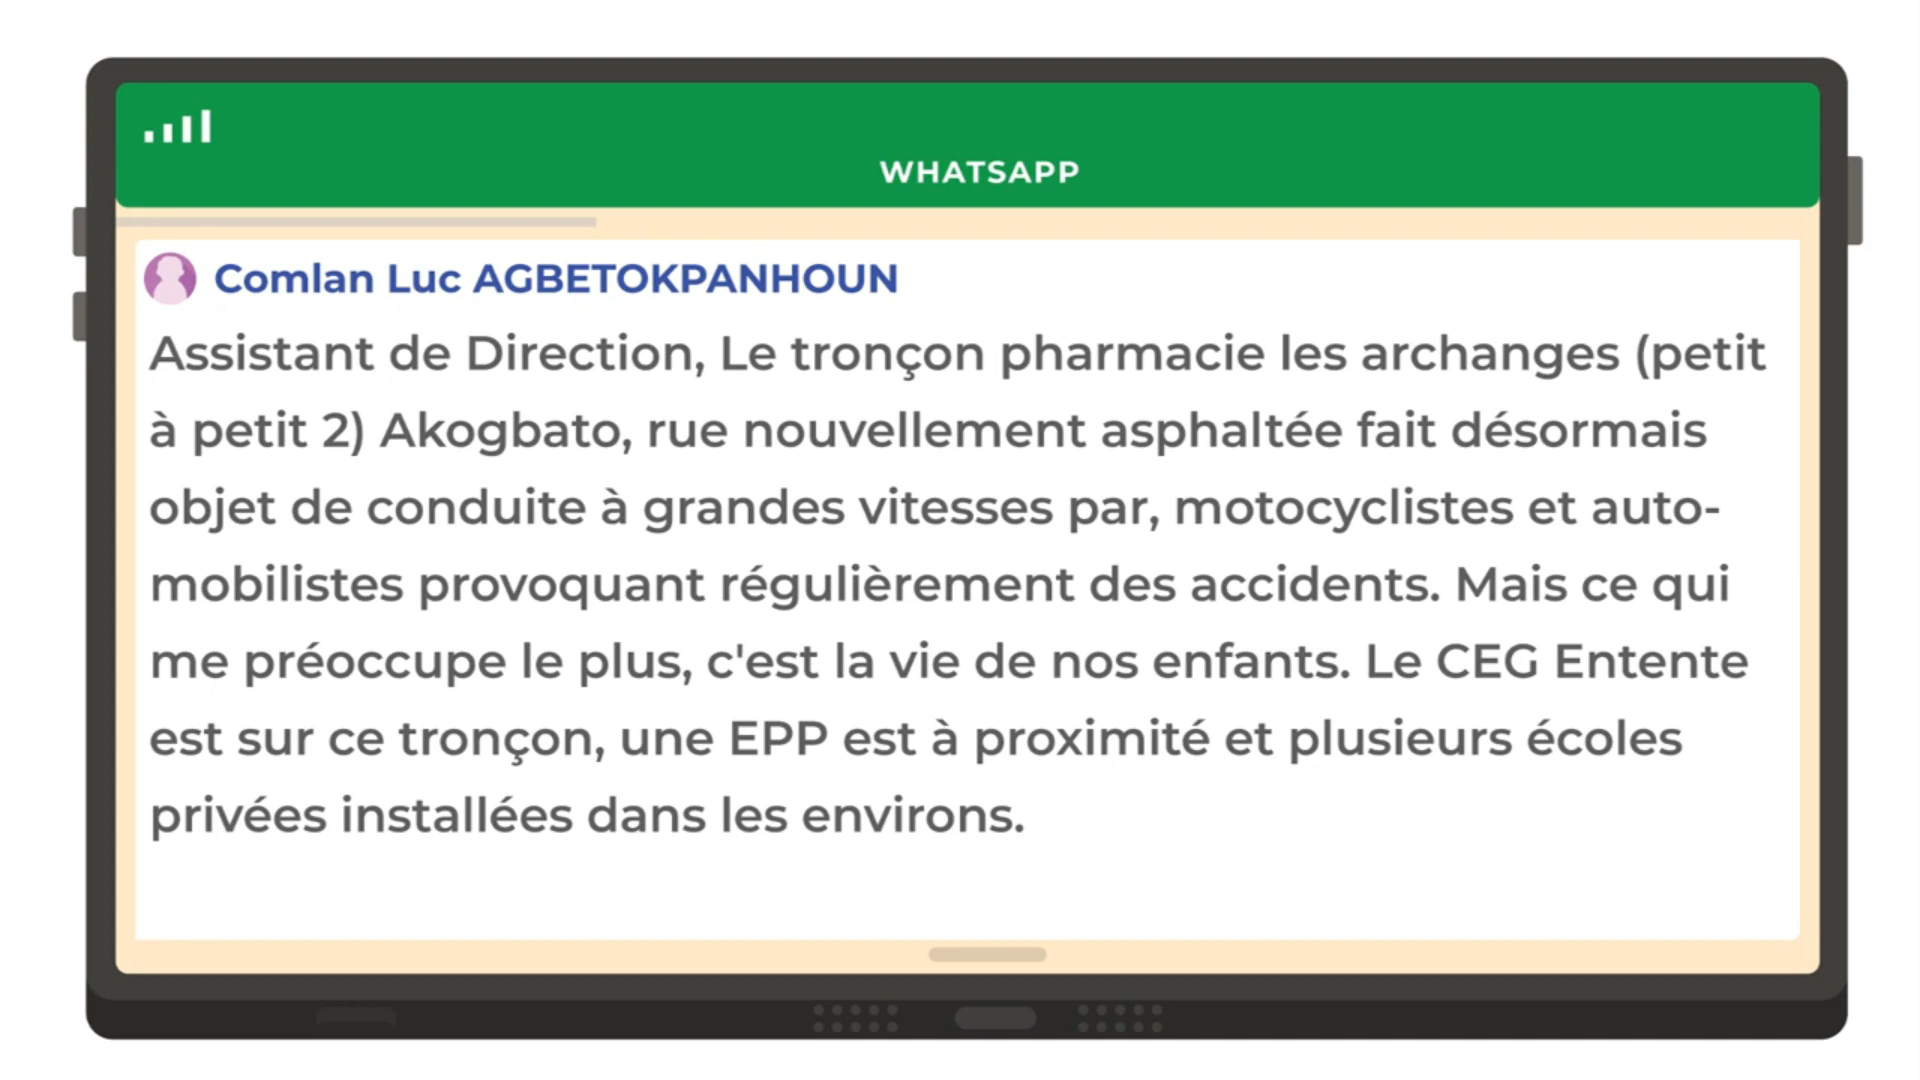 WHATSAPP
Comlan Luc AGBETOKPANHOUN
Assistant de Direction, Le tronçon pharmacie les archanges (petit
à petit 2) Akogbato, rue nouvellement asphaltée fait désormais
objet de conduite à grandes vitesses par, motocyclistes et auto-
mobilistes provoquant régulièrement des accidents. Mais ce qui
me préoccupe le plus, c'est la vie de nos enfants. Le CEG Entente
est sur ce tronçon, une EPP est à proximité et plusieurs écoles
privées installées dans les environs.